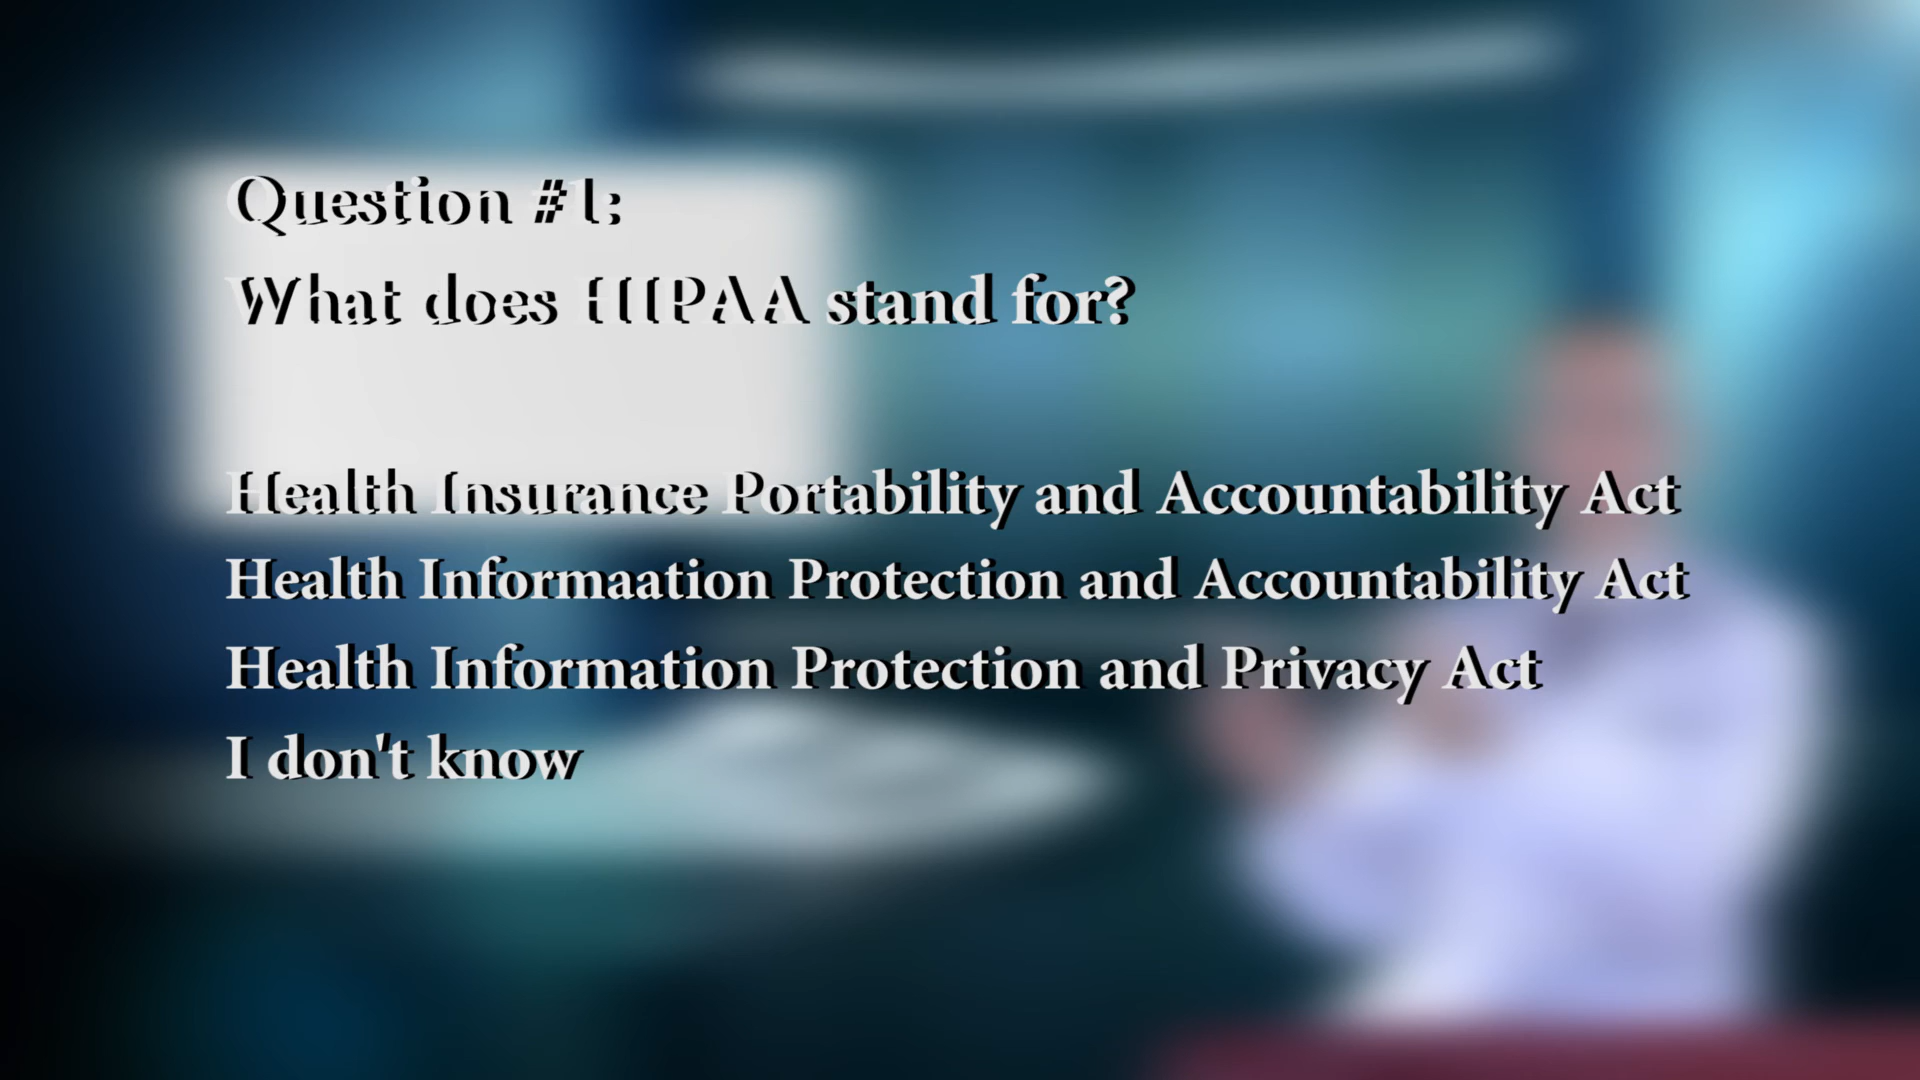 Question #1:
What does HIPAA stand for?
Health Insurance Portability and Accountability Act
Health Informaation Protection and Accountability Act
Health Information Protection and Privacy Act
I don't know